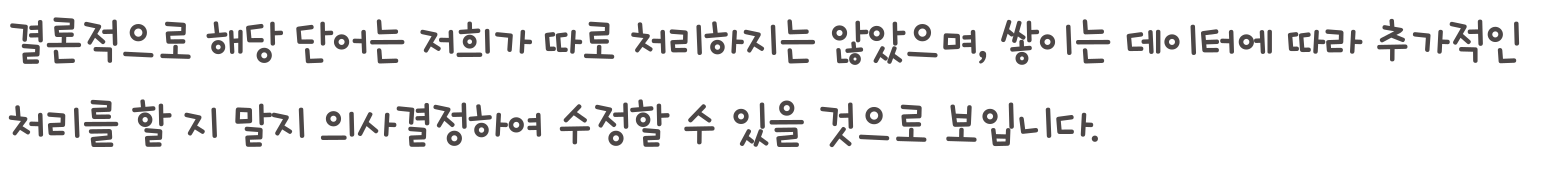 결론적으로 해당 단어는 저희가 따로 처리하지는 않았으며, 쌓이는 데이터에 따라 추가적인
처리를 할 지 말지 의사결정하여 수정할 수 있을 것으로 보입니다.